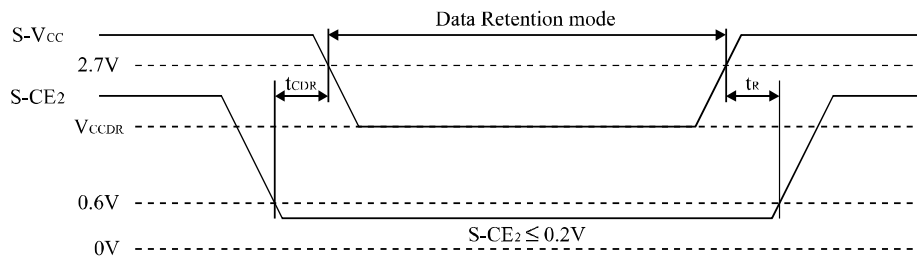 Data Retention mode
S-VCC
2.7V
tCDR
tR
S-CE2
VCCDR
0.6V
S-CE2 ≤ 0.2V
0V